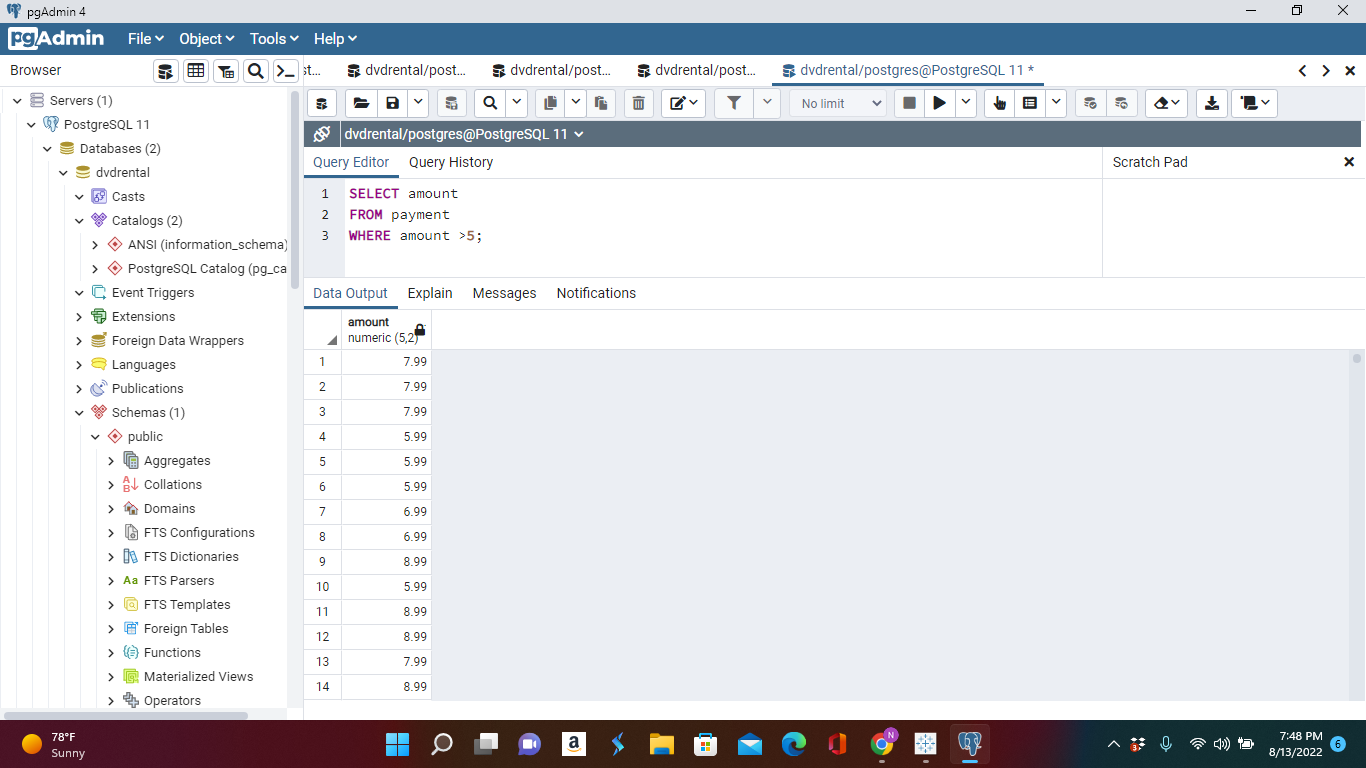 pgAdmin 4
pgAdmin
File
Object
Tools
Help
Browser
st...
dvdrental/post...
dvdrental/post...
dvdrental/post...
dvdrental/postgres@PostgreSQL 11 *
No limit
dvdrental/postgres@PostgreSQL 11
Query Editor
Query History
Scratch Pad
1 SELECT amount
2 FROM payment
3 WHERE amount >5;
Data Output
Explain
Messages
Notifications
amount
numeric (5,2)
1 7.99
2 7.99
3 7.99
4 5.99
5 5.99
6 5.99
7 6.99
8 6.99
9 8.99
10 5.99
11 8.99
12 8.99
13 7.99
14 8.99
Servers (1)
PostgreSQL 11
Databases (2)
dvdrental
Casts
Catalogs (2)
ANSI (information_schema)
PostgreSQL Catalog (pg_ca
Event Triggers
Extensions
Foreign Data Wrappers
Languages
Publications
Schemas (1)
public
Aggregates
Collations
Domains
FTS Configurations
FTS Dictionaries
Aa FTS Parsers
FTS Templates
Foreign Tables
Functions
Materialized Views
Operators
78°F
Sunny
a
N
7:48 PM
8/13/2022
6